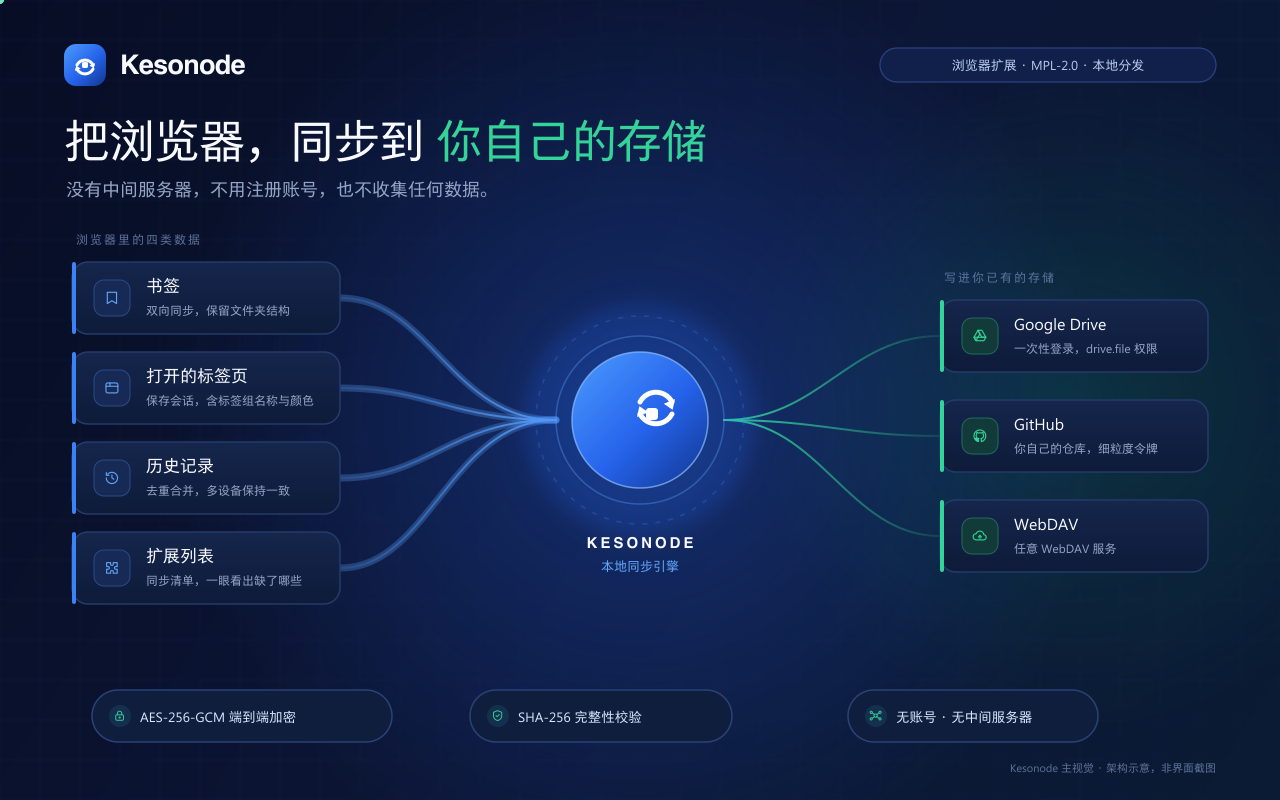 Kesonode
浏览器扩展 · MPL-2.0 · 本地分发
把浏览器，同步到 你自己的存储
没有中间服务器，不用注册账号，也不收集任何数据。
浏览器里的四类数据
书签
双向同步，保留文件夹结构
打开的标签页
保存会话，含标签组名称与颜色
历史记录
去重合并，多设备保持一致
扩展列表
同步清单，一眼看出缺了哪些
KESONODE
本地同步引擎
写进你已有的存储
Google Drive
一次性登录，drive.file 权限
GitHub
你自己的仓库，细粒度令牌
WebDAV
任意 WebDAV 服务
AES-256-GCM 端到端加密
SHA-256 完整性校验
无账号 · 无中间服务器
Kesonode 主视觉 · 架构示意，非界面截图